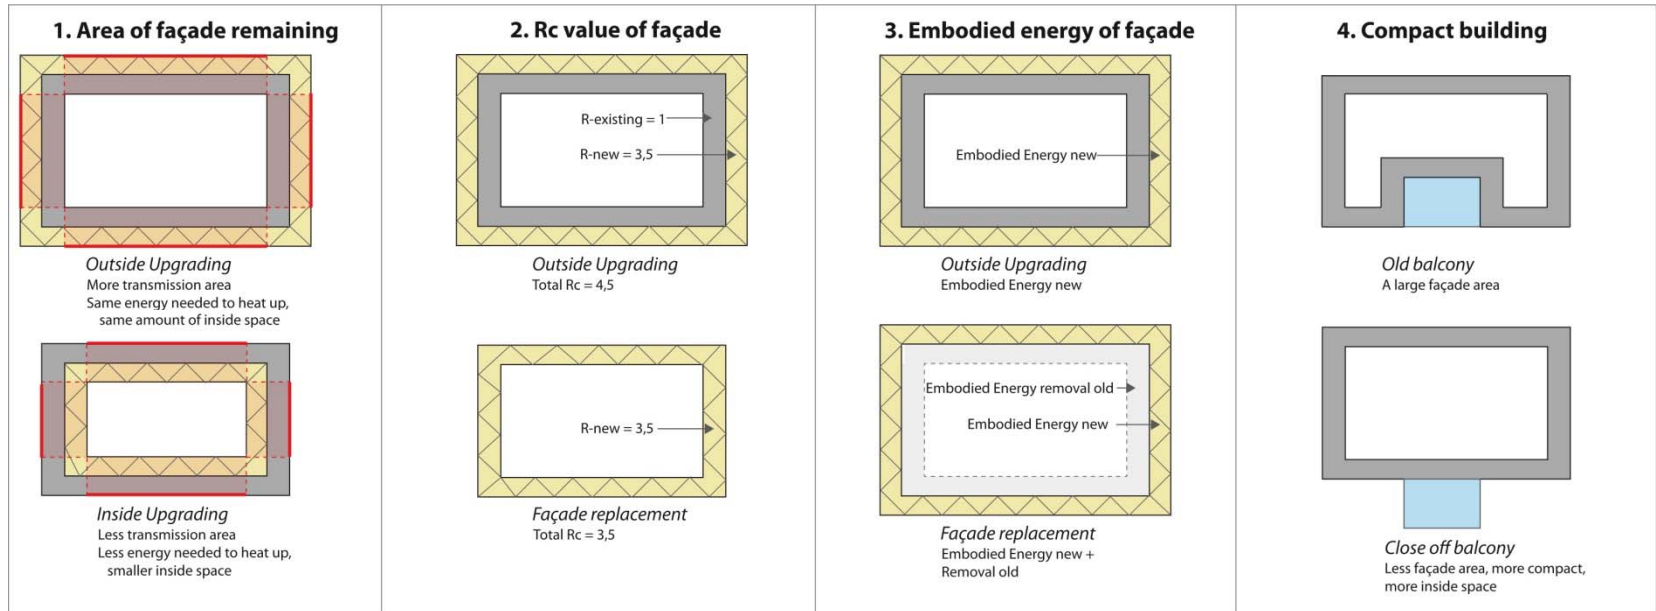 1. Area of façade remaining
Outside Upgrading
More transmission area
Same energy needed to heat up,
same amount of inside space
Inside Upgrading
Less transmission area
Less energy needed to heat up,
smaller inside space
2. Rc value of façade
R-existing = 1
R-new = 3,5
Outside Upgrading
Total Rc = 4,5
R-new = 3,5
Façade replacement
Total Rc = 3,5
3. Embodied energy of façade
Embodied Energy new
Outside Upgrading
Embodied Energy new
Embodied Energy removal old
Embodied Energy new
Façade replacement
Embodied Energy new +
Removal old
4. Compact building
Old balcony
A large façade area
Close off balcony
Less façade area, more compact,
more inside space